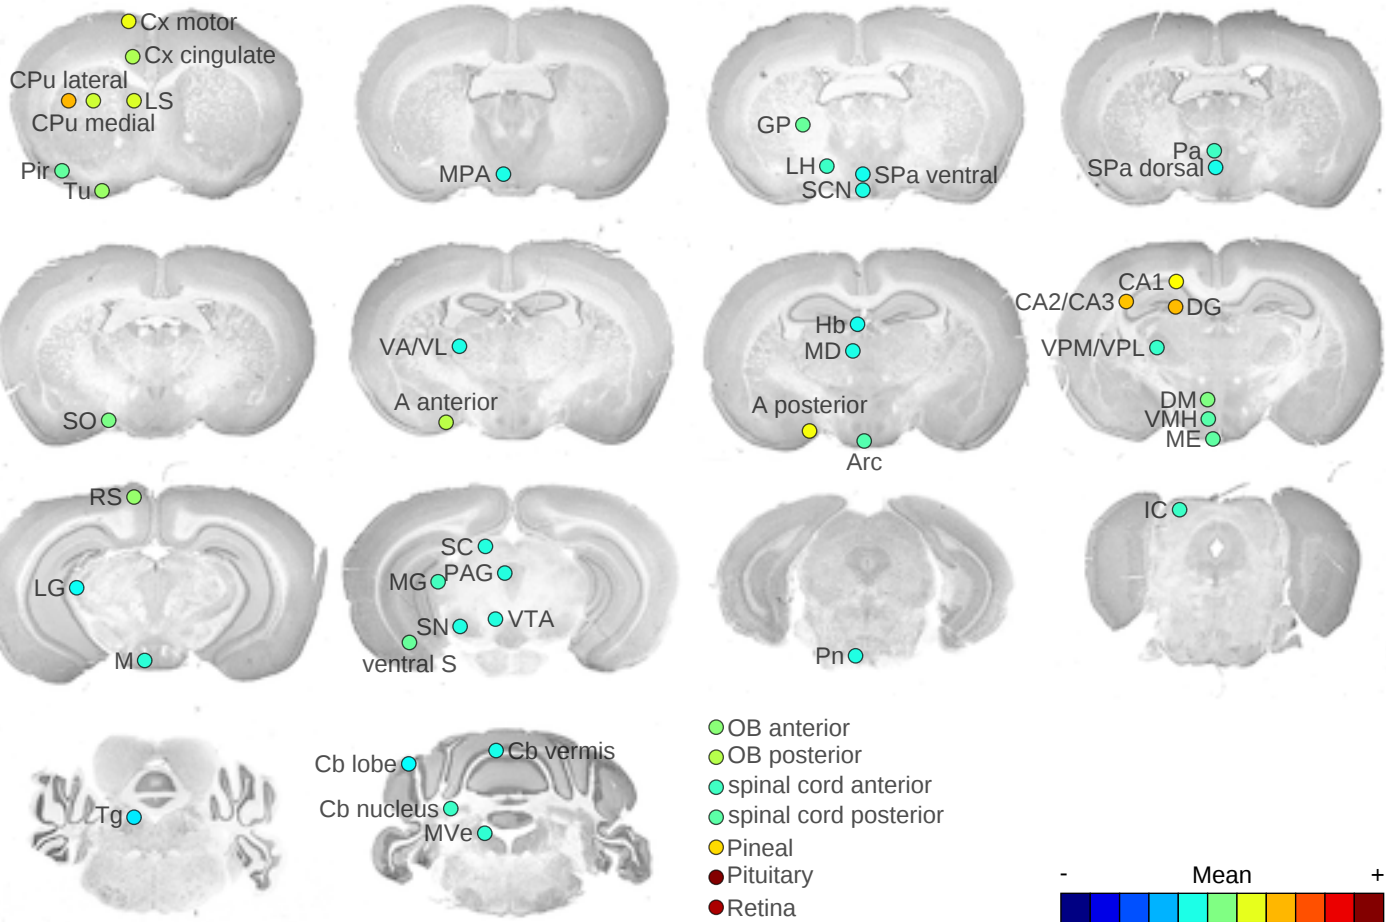 Cx motor
Cx cingulate
CPu lateral
LS
CPu medial
Pir
Tu
MPA
GP
LH
SPa ventral
SCN
Pa
SPa dorsal
SO
VA/VL
A anterior
Hb
MD
A posterior
Arc
CA1
CA2/CA3
DG
VPM/VPL
DM
VMH
ME
RS
LG
M
SC
MG
PAG
SN
VTA
ventral S
Pn
IC
Tg
Cb lobe
Cb vermis
Cb nucleus
MVe
OB anterior
OB posterior
spinal cord anterior
spinal cord posterior
Pineal
Pituitary
Retina
- Mean +